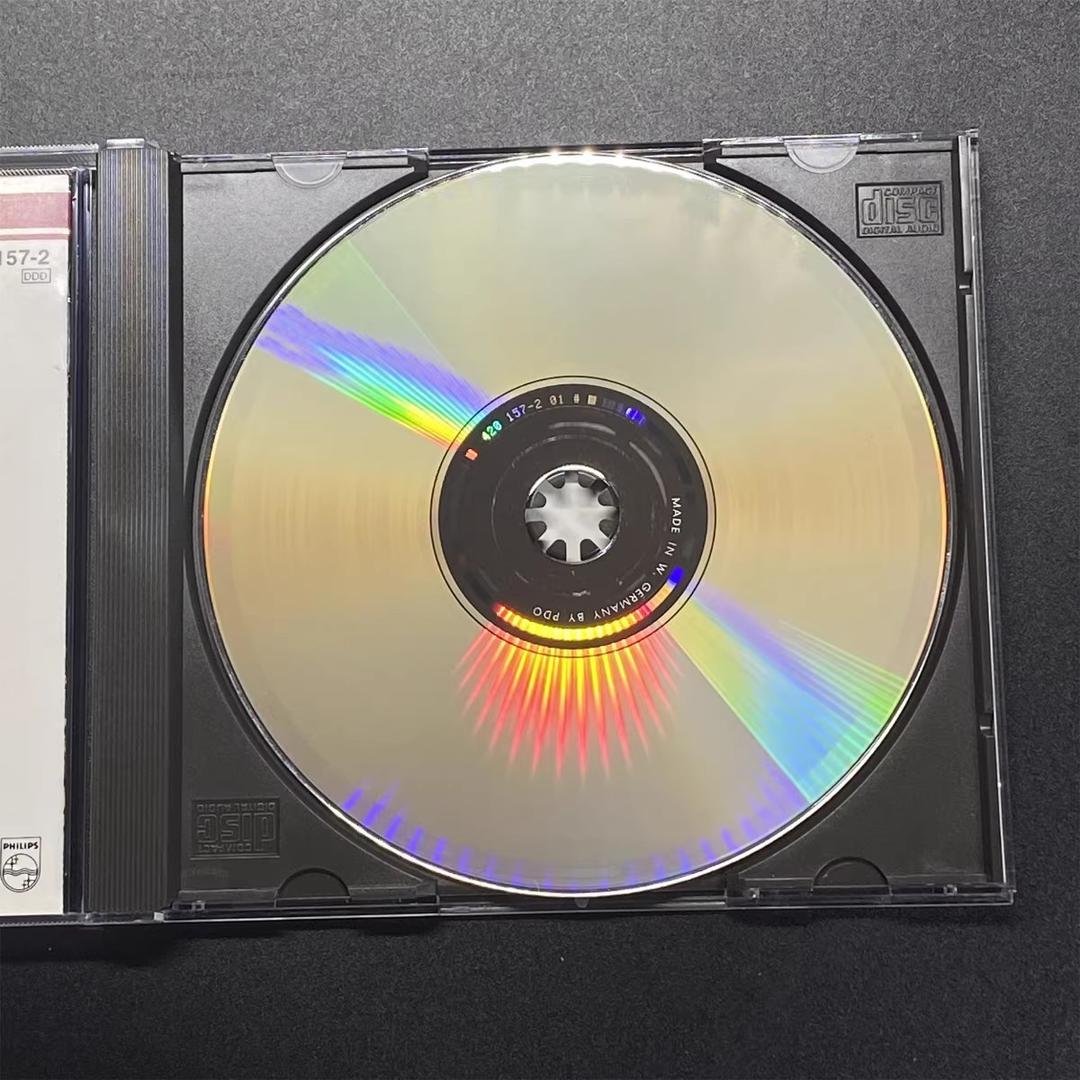 157-2
DDD
PHILIPS
COMPACT
disc
DIGITAL AUDIO
420 157-2 01 #
MADE IN W. GERMANY BY PDO
COMPACT
disc
DIGITAL AUDIO